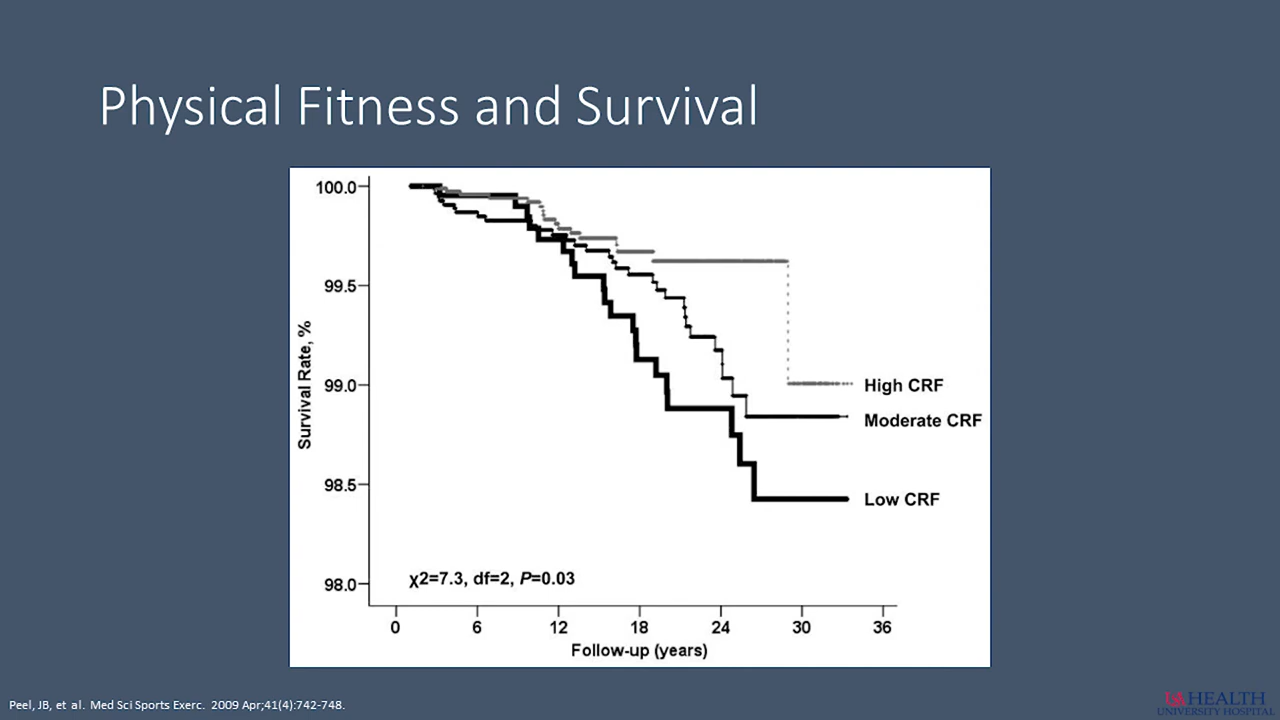 Physical Fitness and Survival
100.0
99.5
99.0
98.5
98.0
Survival Rate, %
High CRF
Moderate CRF
Low CRF
χ2=7.3, df=2, P=0.03
0 6 12 18 24 30 36
Follow-up (years)
Peel, JB, et al. Med Sci Sports Exerc. 2009 Apr;41(4):742-748.
USA HEALTH
UNIVERSITY HOSPITAL